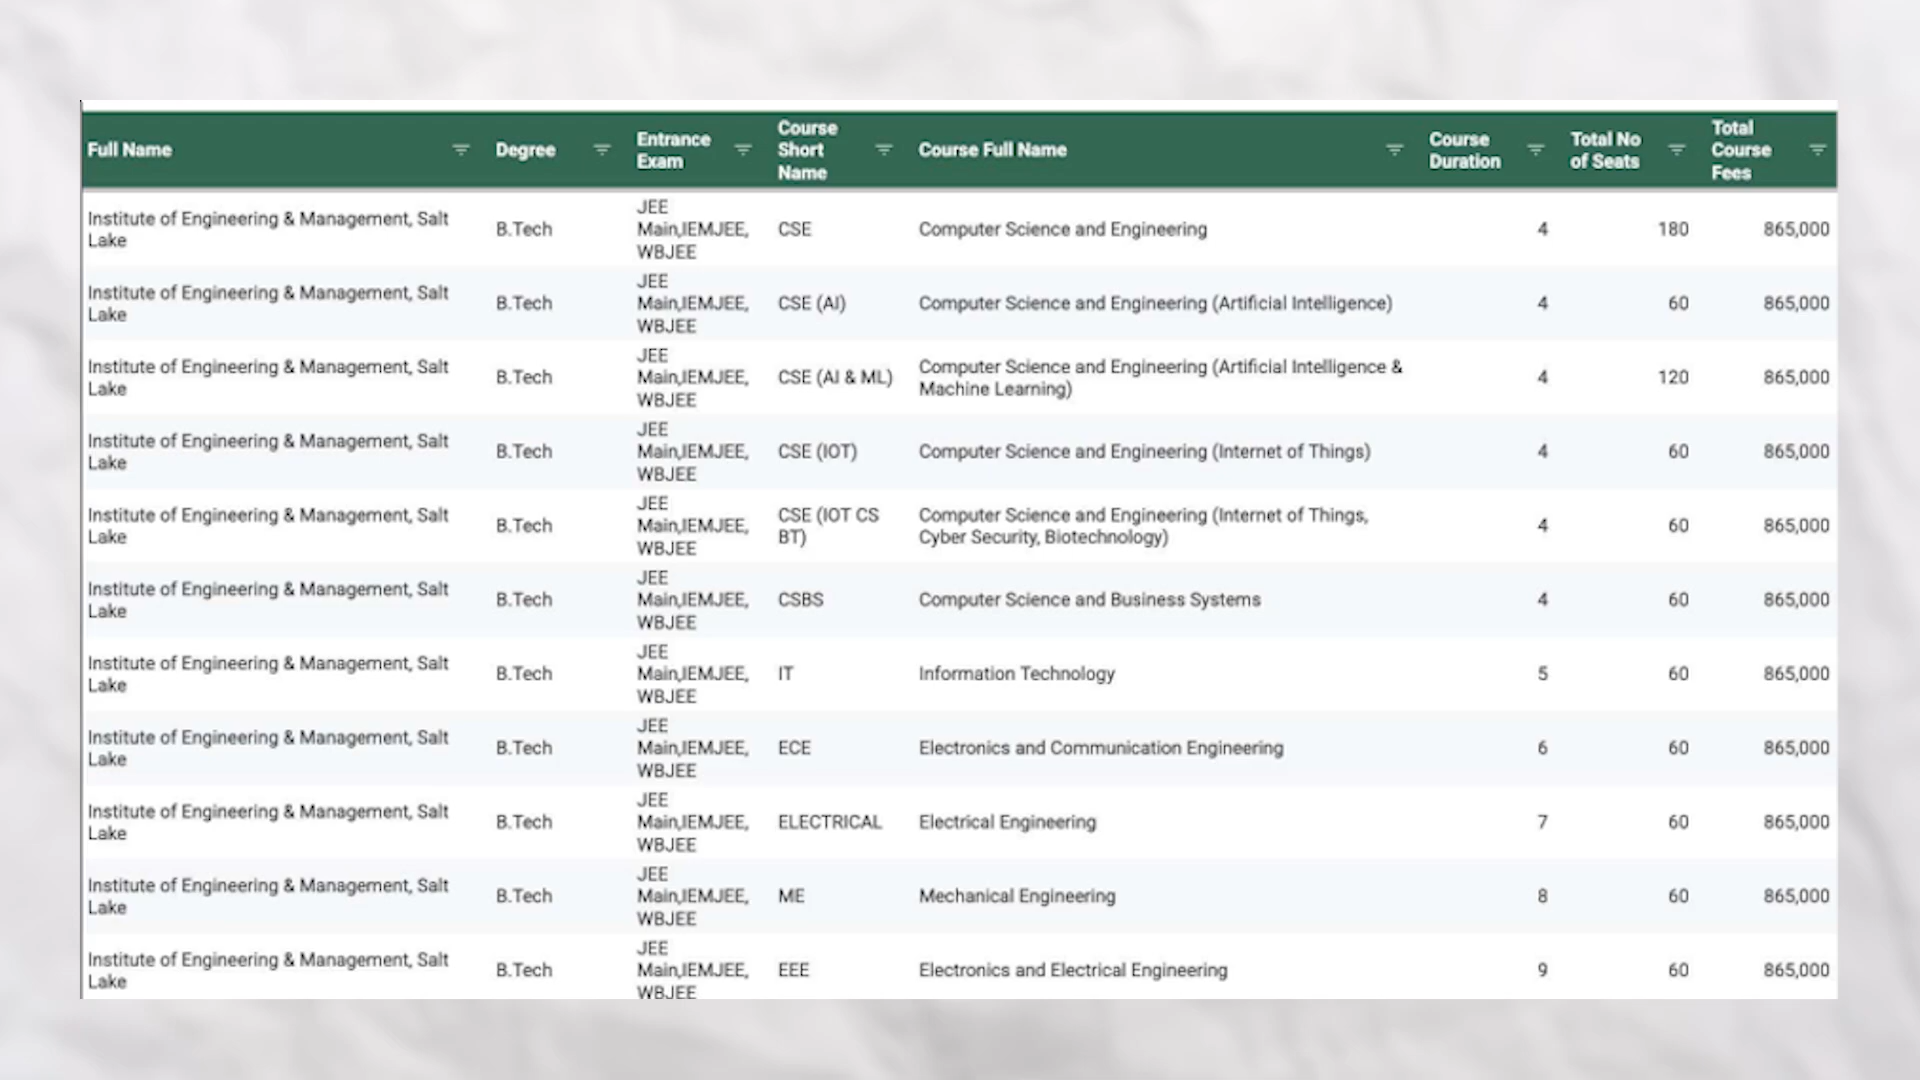 Full Name Degree Entrance Exam Course Short Name Course Full Name Course Duration Total No of Seats Total Course Fees
Institute of Engineering & Management, Salt Lake B.Tech JEE Main,IEMJEE, WBJEE CSE Computer Science and Engineering 4 180 865,000
Institute of Engineering & Management, Salt Lake B.Tech JEE Main,IEMJEE, WBJEE CSE (AI) Computer Science and Engineering (Artificial Intelligence) 4 60 865,000
Institute of Engineering & Management, Salt Lake B.Tech JEE Main,IEMJEE, WBJEE CSE (AI & ML) Computer Science and Engineering (Artificial Intelligence & Machine Learning) 4 120 865,000
Institute of Engineering & Management, Salt Lake B.Tech JEE Main,IEMJEE, WBJEE CSE (IOT) Computer Science and Engineering (Internet of Things) 4 60 865,000
Institute of Engineering & Management, Salt Lake B.Tech JEE Main,IEMJEE, WBJEE CSE (IOT CS BT) Computer Science and Engineering (Internet of Things, Cyber Security, Biotechnology) 4 60 865,000
Institute of Engineering & Management, Salt Lake B.Tech JEE Main,IEMJEE, WBJEE CSBS Computer Science and Business Systems 4 60 865,000
Institute of Engineering & Management, Salt Lake B.Tech JEE Main,IEMJEE, WBJEE IT Information Technology 5 60 865,000
Institute of Engineering & Management, Salt Lake B.Tech JEE Main,IEMJEE, WBJEE ECE Electronics and Communication Engineering 6 60 865,000
Institute of Engineering & Management, Salt Lake B.Tech JEE Main,IEMJEE, WBJEE ELECTRICAL Electrical Engineering 7 60 865,000
Institute of Engineering & Management, Salt Lake B.Tech JEE Main,IEMJEE, WBJEE ME Mechanical Engineering 8 60 865,000
Institute of Engineering & Management, Salt Lake B.Tech JEE Main,IEMJEE, WBJEE EEE Electronics and Electrical Engineering 9 60 865,000